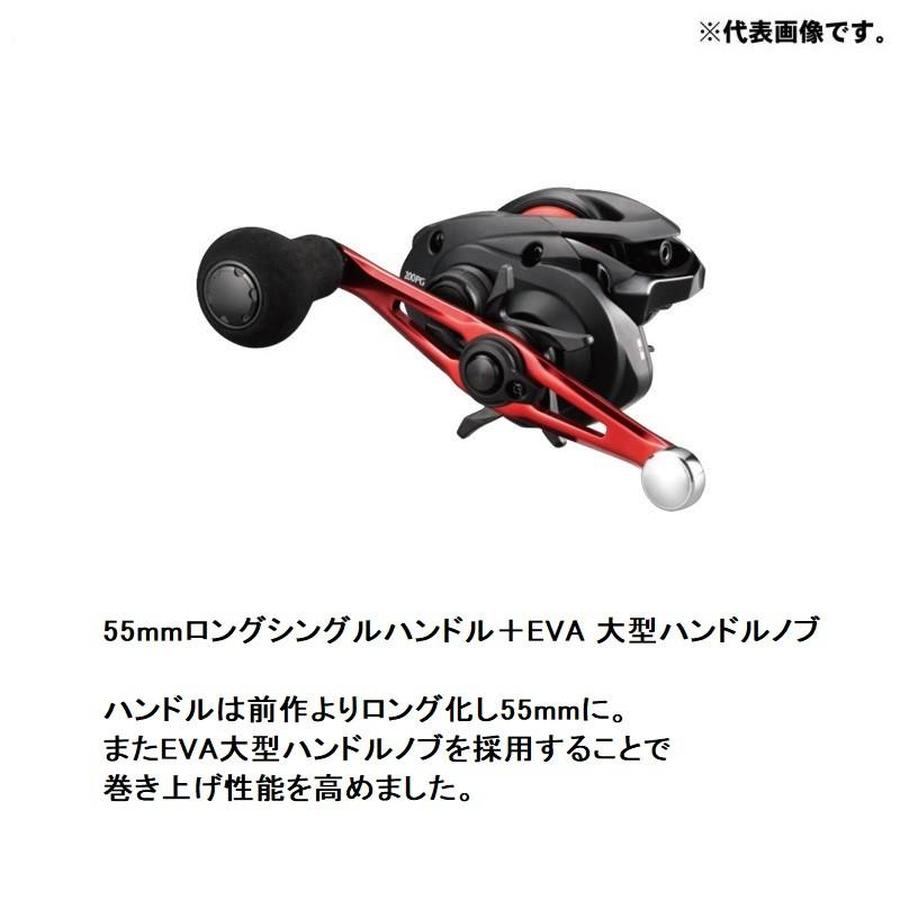 ※代表画像です。
200PG
55mmロングシングルハンドル＋EVA 大型ハンドルノブ
ハンドルは前作よりロング化し55mmに。
またEVA大型ハンドルノブを採用することで
巻き上げ性能を高めました。